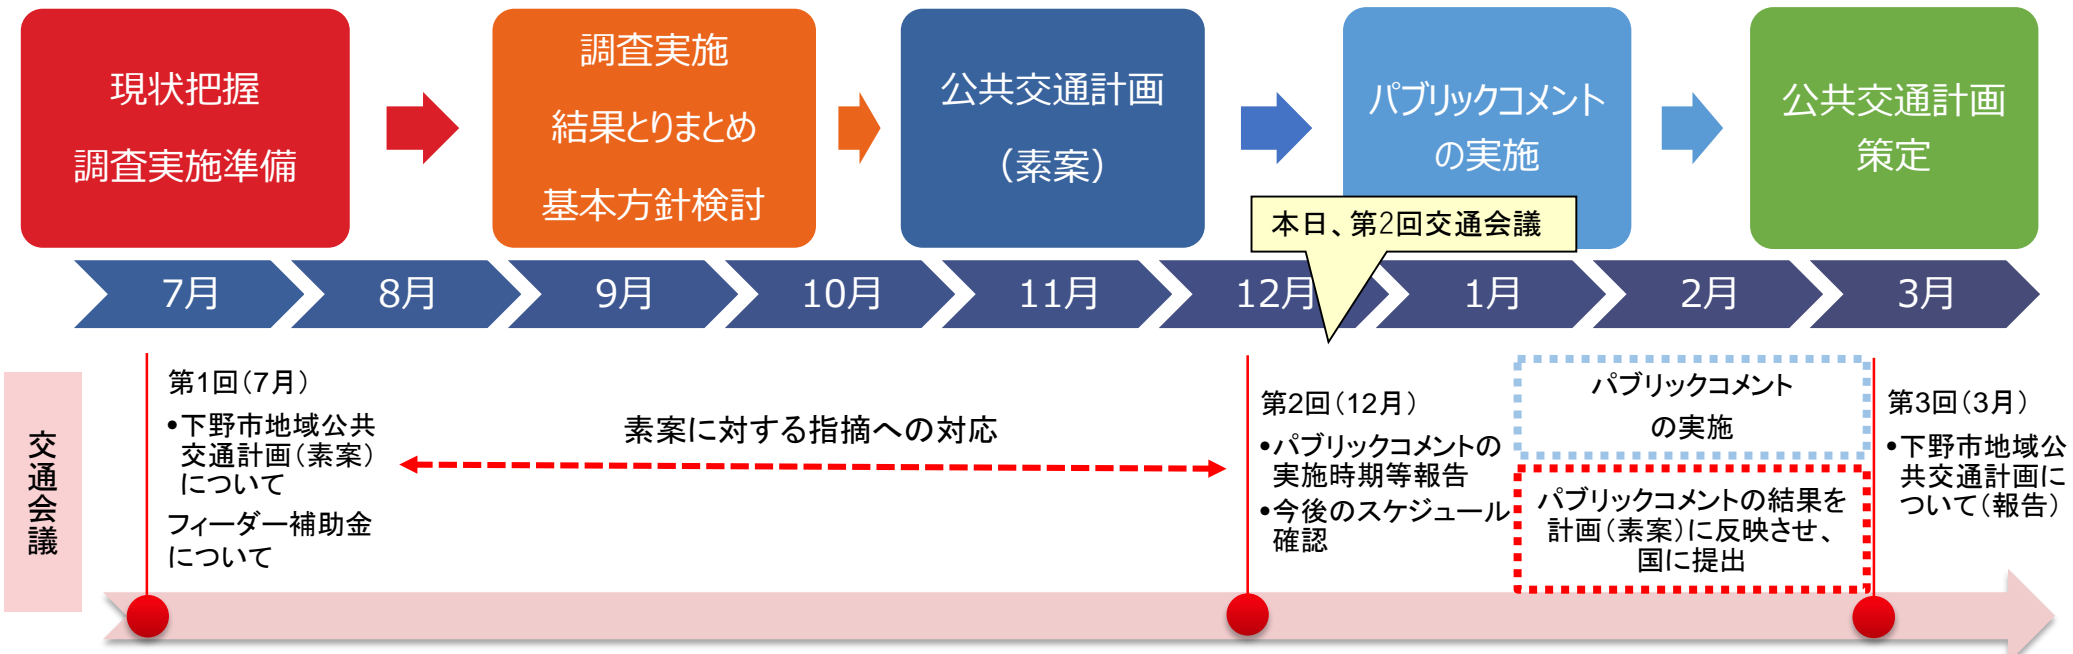 現状把握
調査実施準備
調査実施
結果とりまとめ
基本方針検討
公共交通計画
（素案）
パブリックコメント
の実施
公共交通計画
策定
本日、第2回交通会議
7月
8月
9月
10月
11月
12月
1月
2月
3月
交通会議
第1回（7月）
•下野市地域公共
交通計画（素案）
について
フィーダー補助金
について
素案に対する指摘への対応
第2回（12月）
•パブリックコメントの
実施時期等報告
•今後のスケジュール
確認
パブリックコメント
の実施
パブリックコメントの結果を
計画（素案）に反映させ、
国に提出
第3回（3月）
•下野市地域公
共交通計画に
ついて（報告）